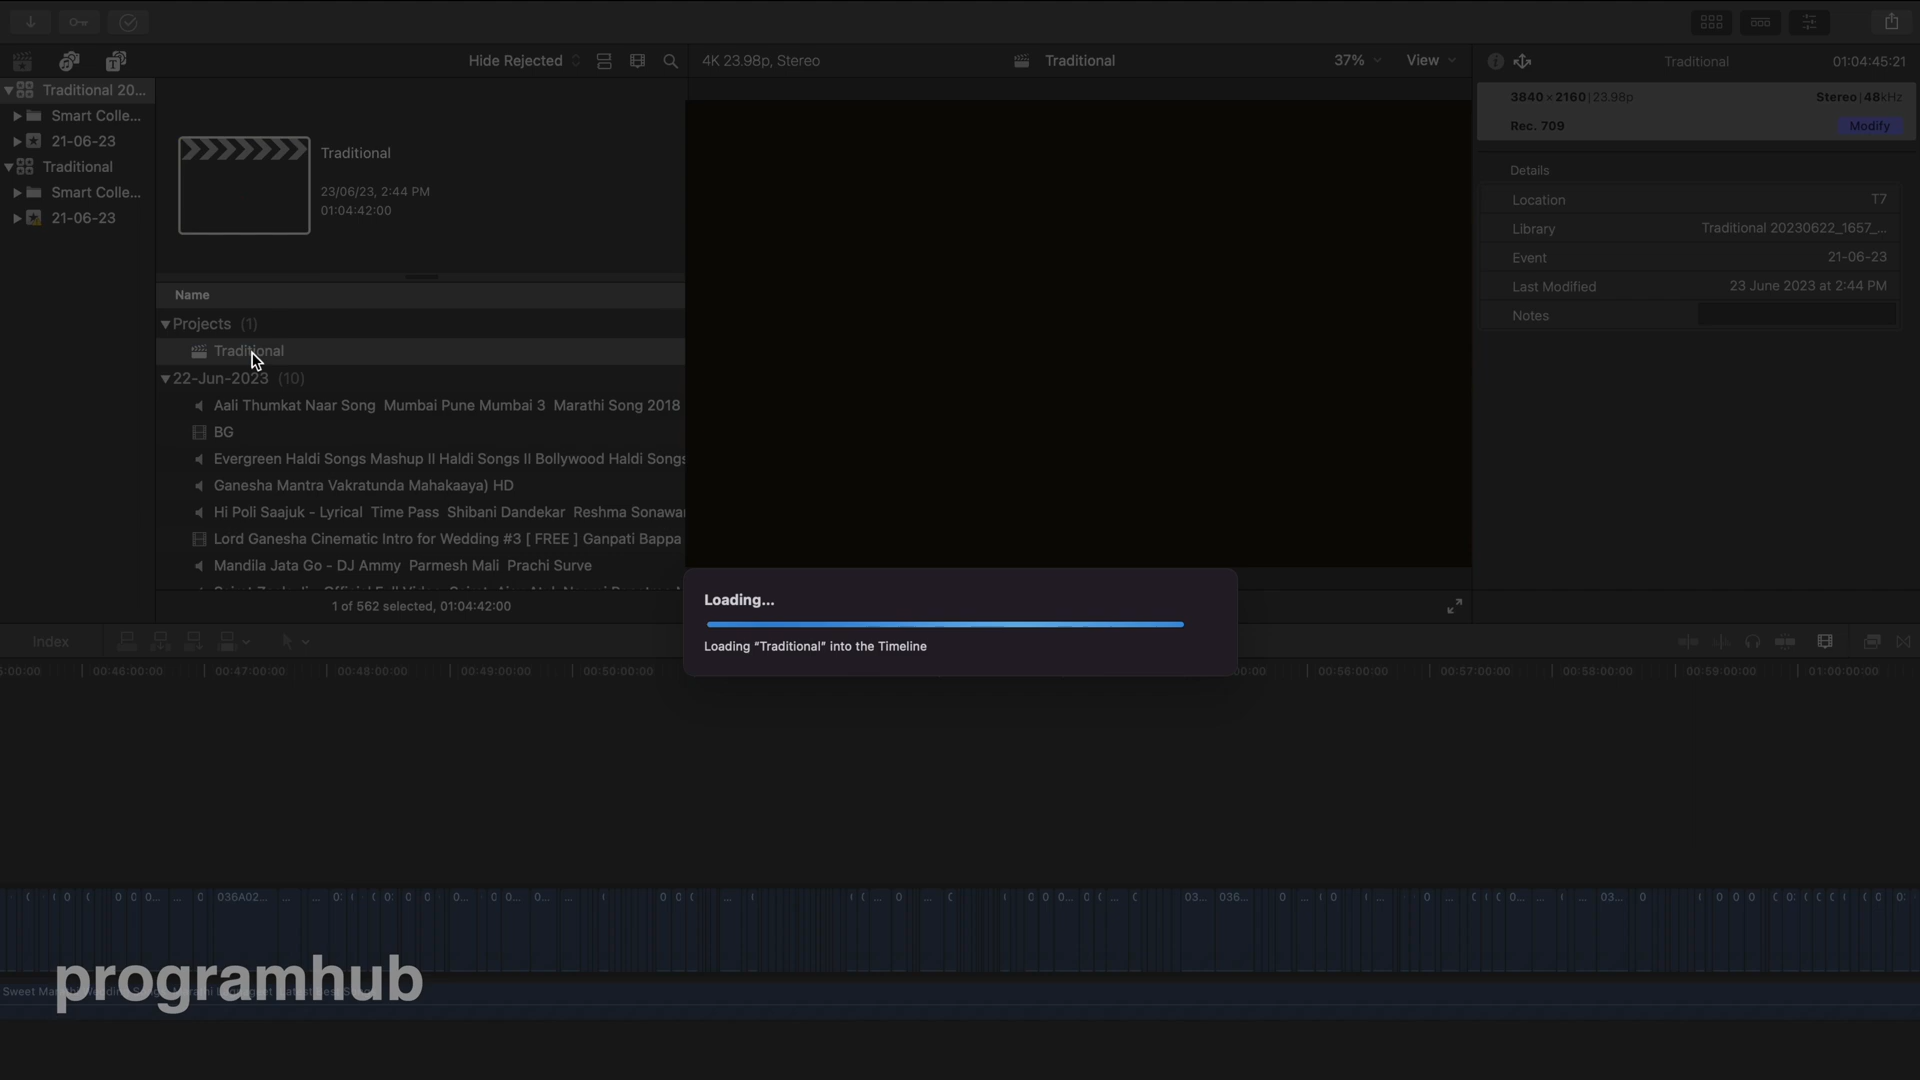 Hide Rejected
4K 23.98p, Stereo
Traditional
37%
View
Traditional
01:04:45:21
Traditional 20...
Smart Colle...
21-06-23
Traditional
Smart Colle...
21-06-23
Traditional
23/06/23, 2:44 PM
01:04:42:00
3840 × 2160 | 23.98p
Stereo | 48kHz
Rec. 709
Modify
Details
Location T7
Library Traditional 20230622_1657_...
Event 21-06-23
Last Modified 23 June 2023 at 2:44 PM
Notes
Name
Projects (1)
Traditional
22-Jun-2023 (10)
Aali Thumkat Naar Song Mumbai Pune Mumbai 3 Marathi Song 2018
BG
Evergreen Haldi Songs Mashup II Haldi Songs II Bollywood Haldi Songs
Ganesha Mantra Vakratunda Mahakaaya) HD
Hi Poli Saajuk - Lyrical Time Pass Shibani Dandekar Reshma Sonawa
Lord Ganesha Cinematic Intro for Wedding #3 [ FREE ] Ganpati Bappa
Mandila Jata Go - DJ Ammy Parmesh Mali Prachi Surve
1 of 562 selected, 01:04:42:00
Loading...
Loading “Traditional” into the Timeline
Index
00:46:00:00 00:47:00:00 00:48:00:00 00:49:00:00 00:50:00:00 00:56:00:00 00:57:00:00 00:58:00:00 00:59:00:00 01:00:00:00
036A02... 03... 036... 03...
programhub